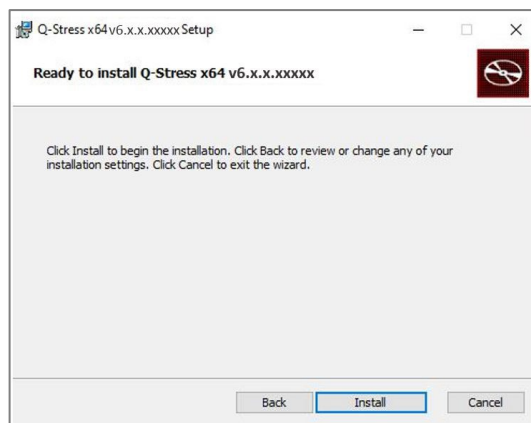 Q-Stress x64 v6.x.x.xxxxx Setup
Ready to install Q-Stress x64 v6.x.x.xxxxx
Click Install to begin the installation. Click Back to review or change any of your
installation settings. Click Cancel to exit the wizard.
Back Install Cancel